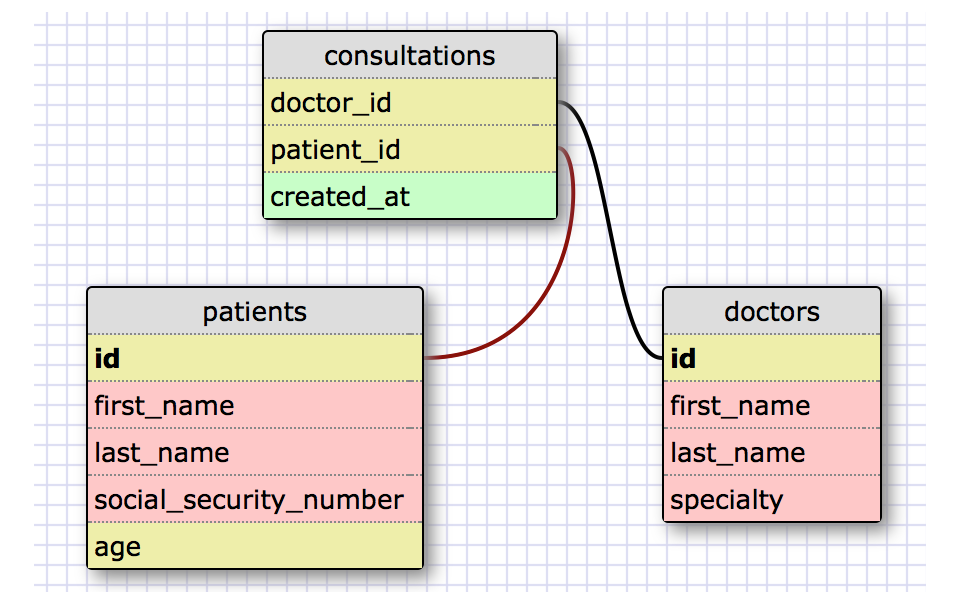 consultations
doctor_id
patient_id
created_at
patients
id
first_name
last_name
social_security_number
age
doctors
id
first_name
last_name
specialty